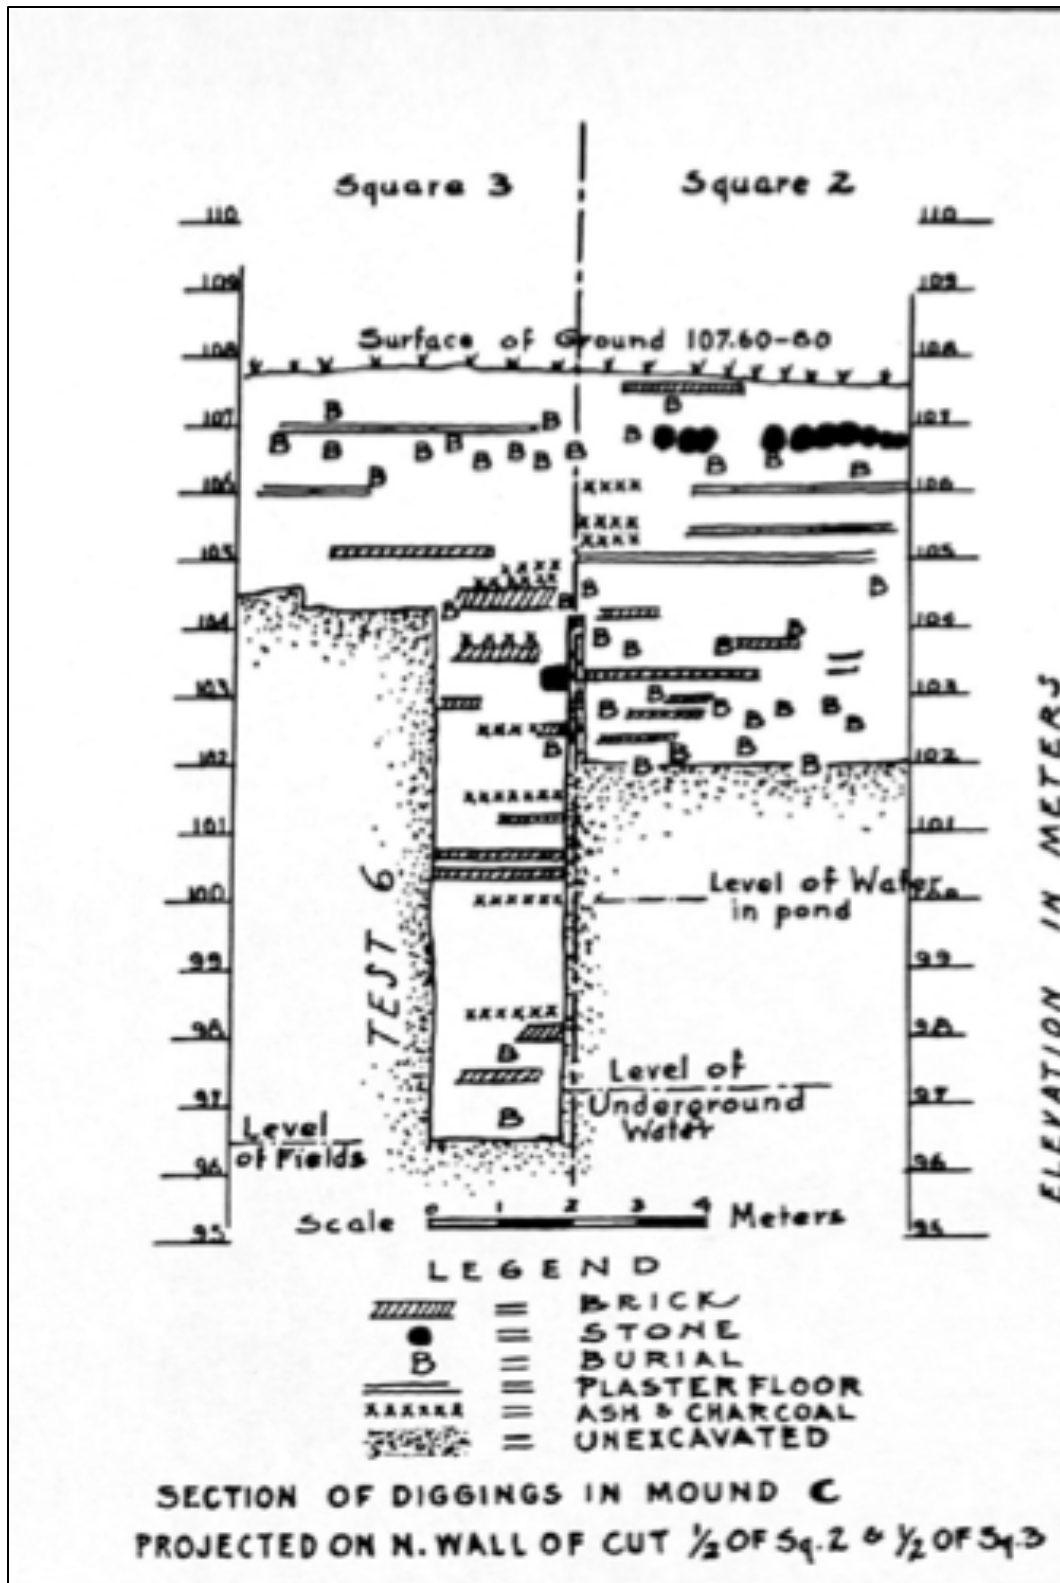 Square 3
Square 2
110
110
109
109
Surface of Ground 107.60-80
108
108
B
B
107
B
B
107
B
B
B
B
B
B
B
B
B
B
B
B
106
B
106
105
105
B
B
B
B
104
B
B
104
B
B
103
B
103
B
B
B
B
B
B
B
B
B
102
B
B
102
101
101
TEST 6
100
Level of Water
in pond
99
99
98
98
B
Level of
97
Underground
97
B
Water
Level
of Fields
96
96
ELEVATION IN METERS
Scale
0
1
2
3
4
Meters
95
95
LEGEND
= BRICK
= STONE
B = BURIAL
= PLASTER FLOOR
xxxxxx = ASH & CHARCOAL
= UNEXCAVATED
SECTION OF DIGGINGS IN MOUND C
PROJECTED ON N. WALL OF CUT 1/2 OF Sq.2 & 1/2 OF Sq.3